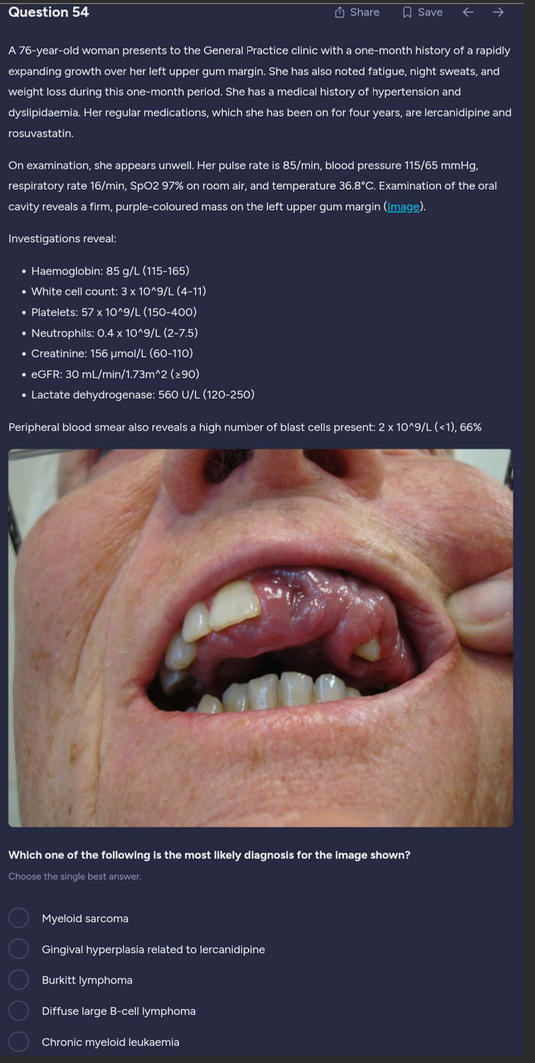 Question 54
Share
Save
A 76-year-old woman presents to the General Practice clinic with a one-month history of a rapidly
expanding growth over her left upper gum margin. She has also noted fatigue, night sweats, and
weight loss during this one-month period. She has a medical history of hypertension and
dyslipidaemia. Her regular medications, which she has been on for four years, are lercanidipine and
rosuvastatin.
On examination, she appears unwell. Her pulse rate is 85/min, blood pressure 115/65 mmHg,
respiratory rate 16/min, SpO2 97% on room air, and temperature 36.8°C. Examination of the oral
cavity reveals a firm, purple-coloured mass on the left upper gum margin (Image).
Investigations reveal:
• Haemoglobin: 85 g/L (115-165)
• White cell count: 3 x 10^9/L (4-11)
• Platelets: 57 x 10^9/L (150-400)
• Neutrophils: 0.4 x 10^9/L (2-7.5)
• Creatinine: 156 μmol/L (60-110)
• eGFR: 30 mL/min/1.73m^2 (≥90)
• Lactate dehydrogenase: 560 U/L (120-250)
Peripheral blood smear also reveals a high number of blast cells present: 2 x 10^9/L (<1), 66%
Which one of the following is the most likely diagnosis for the image shown?
Choose the single best answer.
Myeloid sarcoma
Gingival hyperplasia related to lercanidipine
Burkitt lymphoma
Diffuse large B-cell lymphoma
Chronic myeloid leukaemia